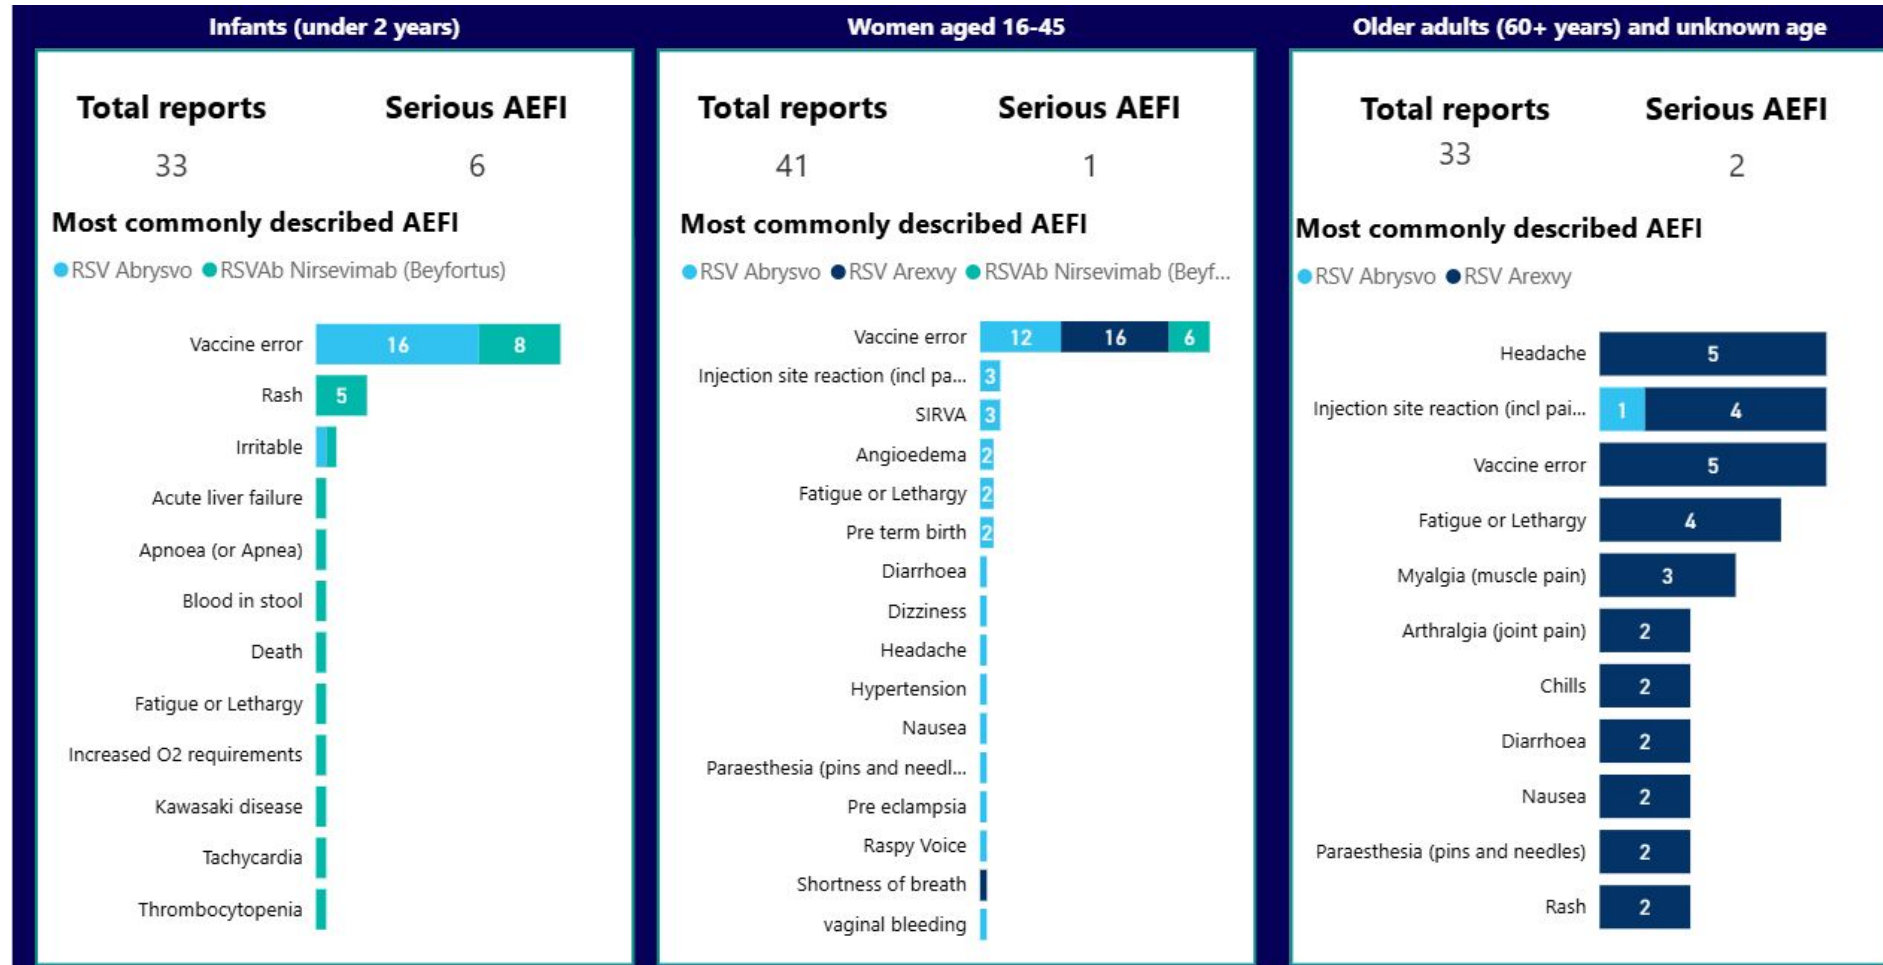 Infants (under 2 years)
Total reports Serious AEFI
33 6
Most commonly described AEFI
RSV Abrysvo RSVAb Nirsevimab (Beyfortus)
Vaccine error 16 8
Rash 5
Irritable
Acute liver failure
Apnoea (or Apnea)
Blood in stool
Death
Fatigue or Lethargy
Increased O2 requirements
Kawasaki disease
Tachycardia
Thrombocytopenia
Women aged 16-45
Total reports Serious AEFI
41 1
Most commonly described AEFI
RSV Abrysvo RSV Arexvy RSVAb Nirsevimab (Beyf...
Vaccine error 12 16 6
Injection site reaction (incl pa... 3
SIRVA 3
Angioedema 2
Fatigue or Lethargy 2
Pre term birth 2
Diarrhoea
Dizziness
Headache
Hypertension
Nausea
Paraesthesia (pins and needl...
Pre eclampsia
Raspy Voice
Shortness of breath
vaginal bleeding
Older adults (60+ years) and unknown age
Total reports Serious AEFI
33 2
Most commonly described AEFI
RSV Abrysvo RSV Arexvy
Headache 5
Injection site reaction (incl pai... 1 4
Vaccine error 5
Fatigue or Lethargy 4
Myalgia (muscle pain) 3
Arthralgia (joint pain) 2
Chills 2
Diarrhoea 2
Nausea 2
Paraesthesia (pins and needles) 2
Rash 2